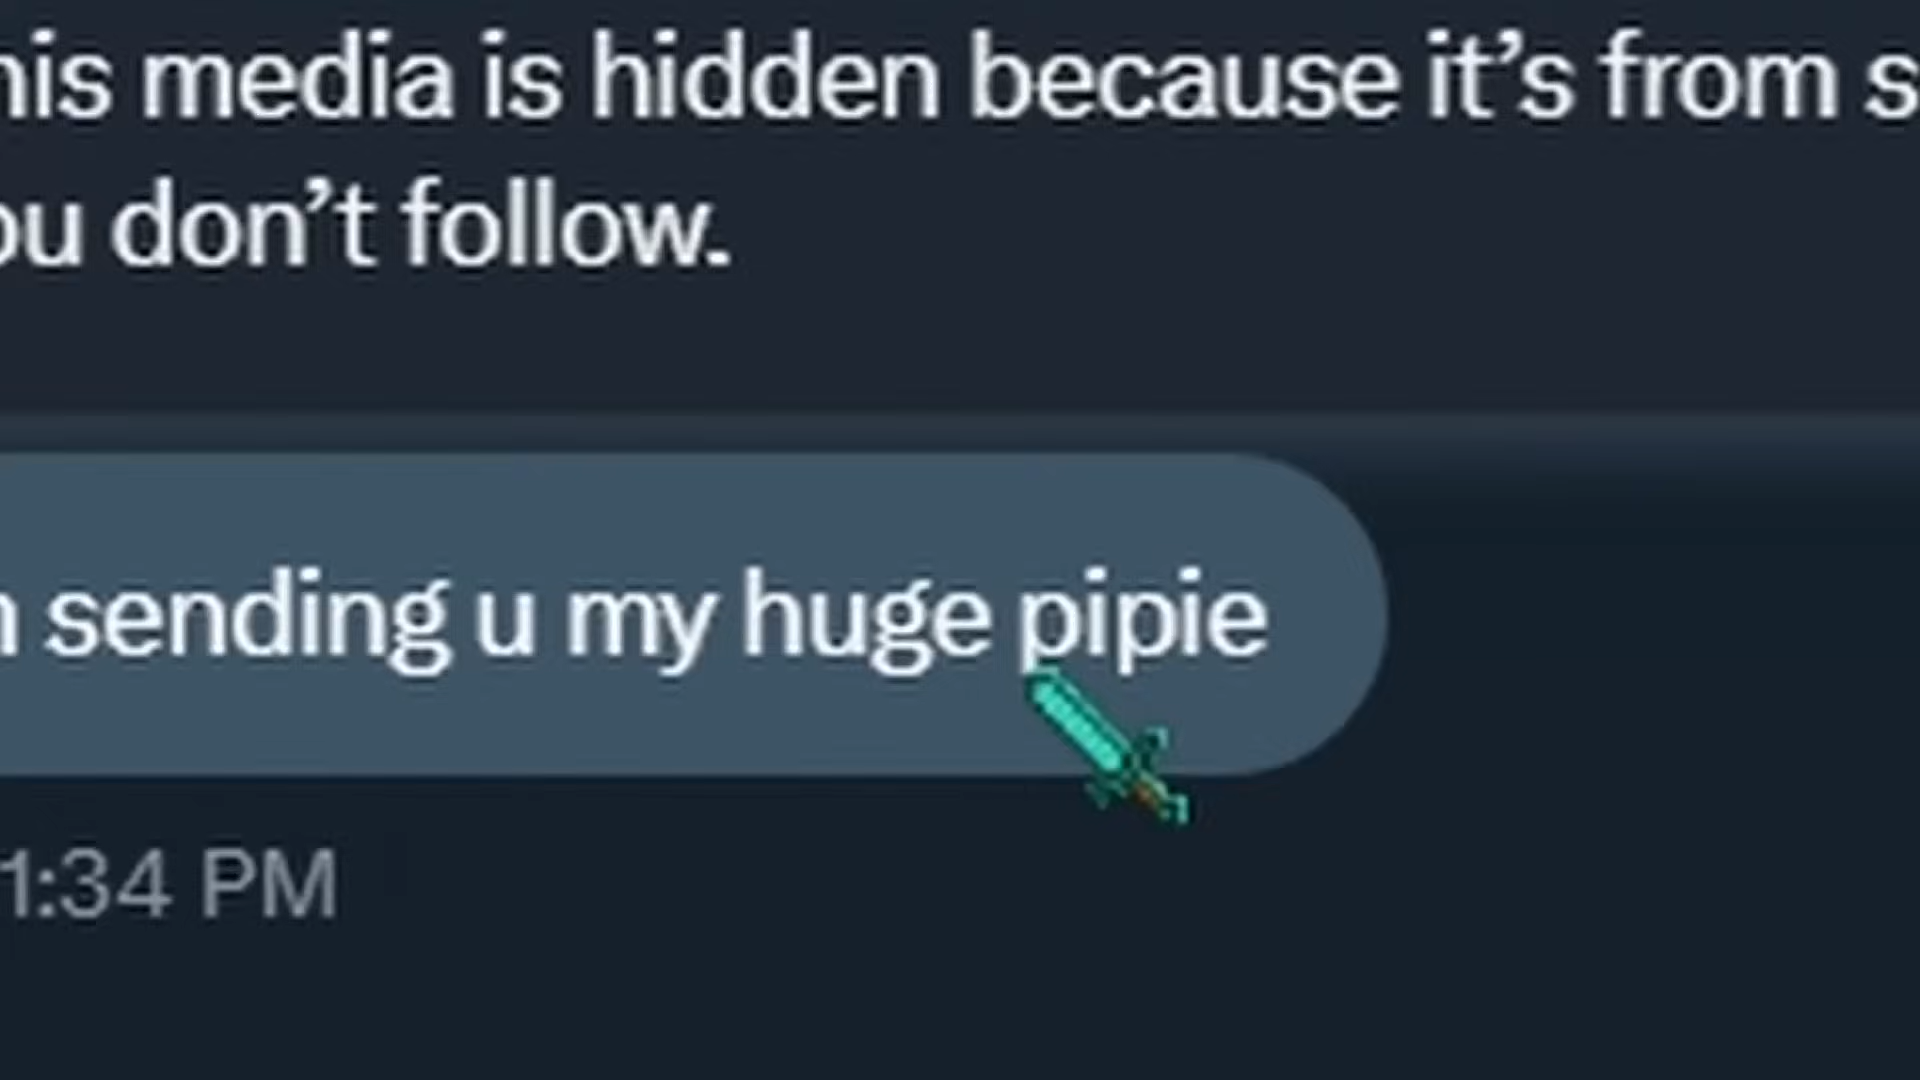 his media is hidden because it's from s
ou don't follow.
sending u my huge pipie
1:34 PM